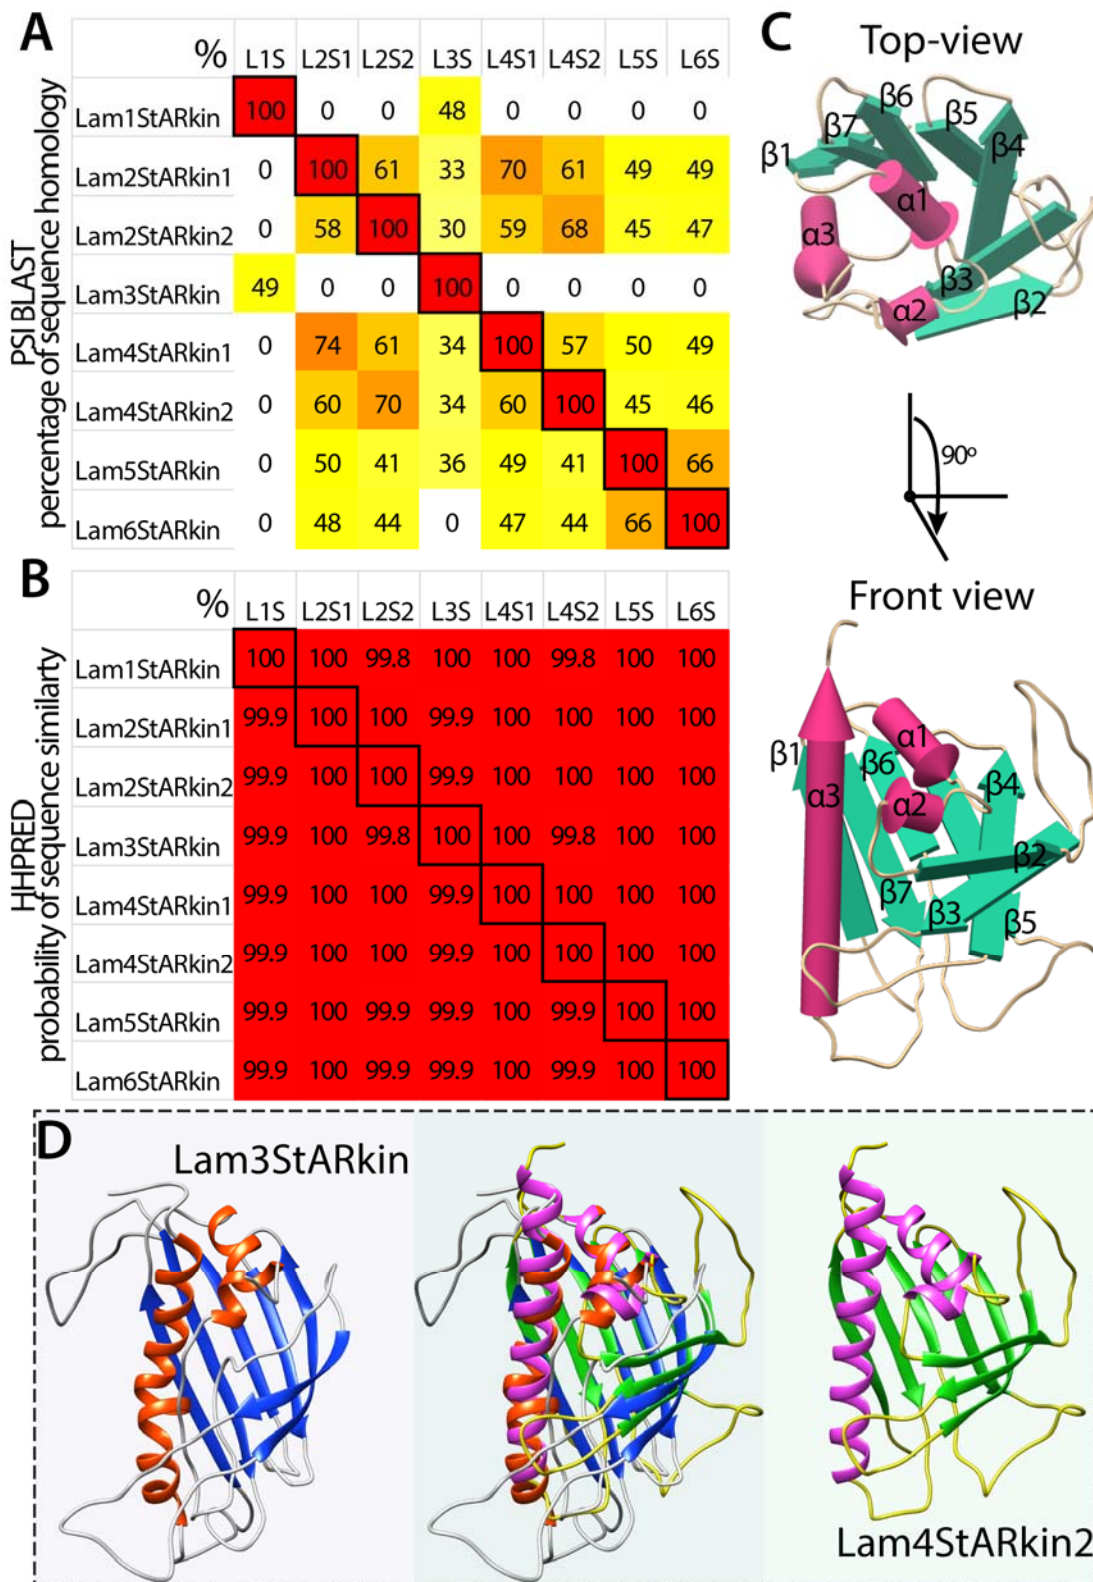 A
% L1S L2S1 L2S2 L3S L4S1 L4S2 L5S L6S
PSI BLAST
percentage of sequence homology
Lam1StARkin 100 0 0 48 0 0 0 0
Lam2StARkin1 0 100 61 33 70 61 49 49
Lam2StARkin2 0 58 100 30 59 68 45 47
Lam3StARkin 49 0 0 100 0 0 0 0
Lam4StARkin1 0 74 61 34 100 57 50 49
Lam4StARkin2 0 60 70 34 60 100 45 46
Lam5StARkin 0 50 41 36 49 41 100 66
Lam6StARkin 0 48 44 0 47 44 66 100
B
% L1S L2S1 L2S2 L3S L4S1 L4S2 L5S L6S
HHPRED
probability of sequence similarty
Lam1StARkin 100 100 99.8 100 100 99.8 100 100
Lam2StARkin1 99.9 100 100 99.9 100 100 100 100
Lam2StARkin2 99.9 100 100 99.9 100 100 100 100
Lam3StARkin 99.9 100 99.8 100 100 99.8 100 100
Lam4StARkin1 99.9 100 100 99.9 100 100 100 100
Lam4StARkin2 99.9 100 100 99.9 100 100 100 100
Lam5StARkin 99.9 100 99.9 99.9 100 99.9 100 100
Lam6StARkin 99.9 100 99.9 99.9 100 99.9 100 100
C
Top-view
β6
β5
β7
β4
β1
α1
α3
β3
α2
β2
90º
Front view
β1
α1
β6
β4
α3
α2
β2
β7
β3
β5
D
Lam3StARkin
Lam4StARkin2